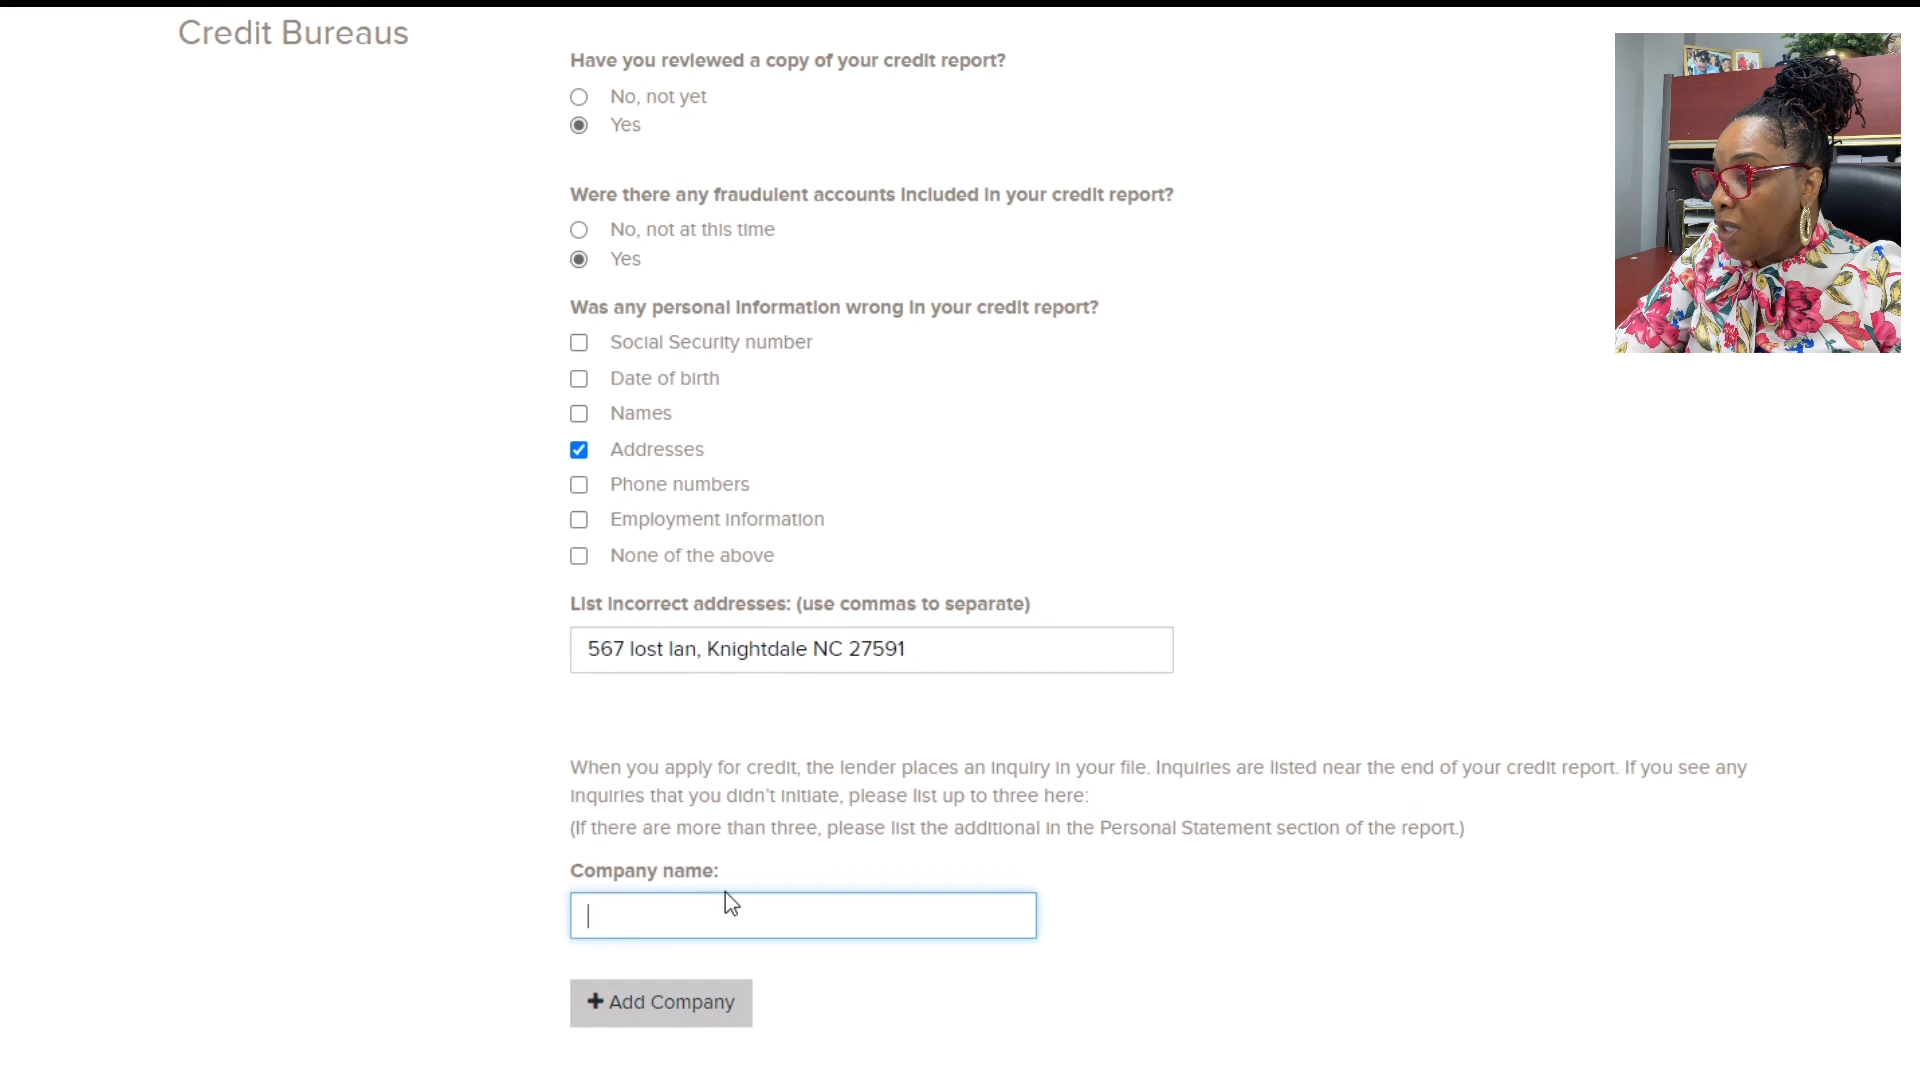 Credit Bureaus
Have you reviewed a copy of your credit report?
No, not yet
Yes
Were there any fraudulent accounts included in your credit report?
No, not at this time
Yes
Was any personal information wrong in your credit report?
Social Security number
Date of birth
Names
Addresses
Phone numbers
Employment information
None of the above
List incorrect addresses: (use commas to separate)
567 lost lan, Knightdale NC 27591
When you apply for credit, the lender places an inquiry in your file. Inquiries are listed near the end of your credit report. If you see any
inquiries that you didn't initiate, please list up to three here:
(If there are more than three, please list the additional in the Personal Statement section of the report.)
Company name:
+ Add Company